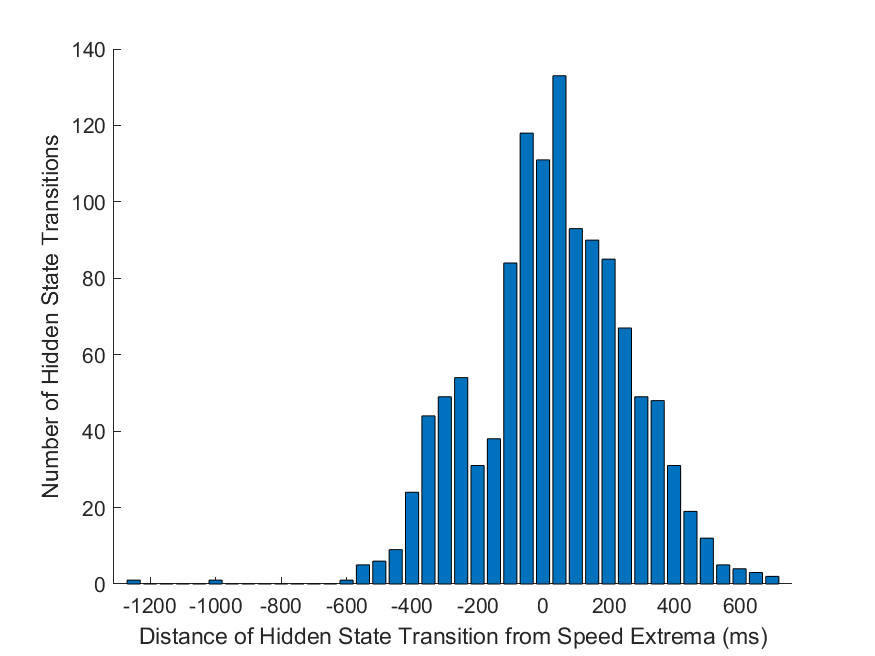 140
120
100
80
60
40
20
0
Number of Hidden State Transitions
-1200 -1000 -800 -600 -400 -200 0 200 400 600
Distance of Hidden State Transition from Speed Extrema (ms)